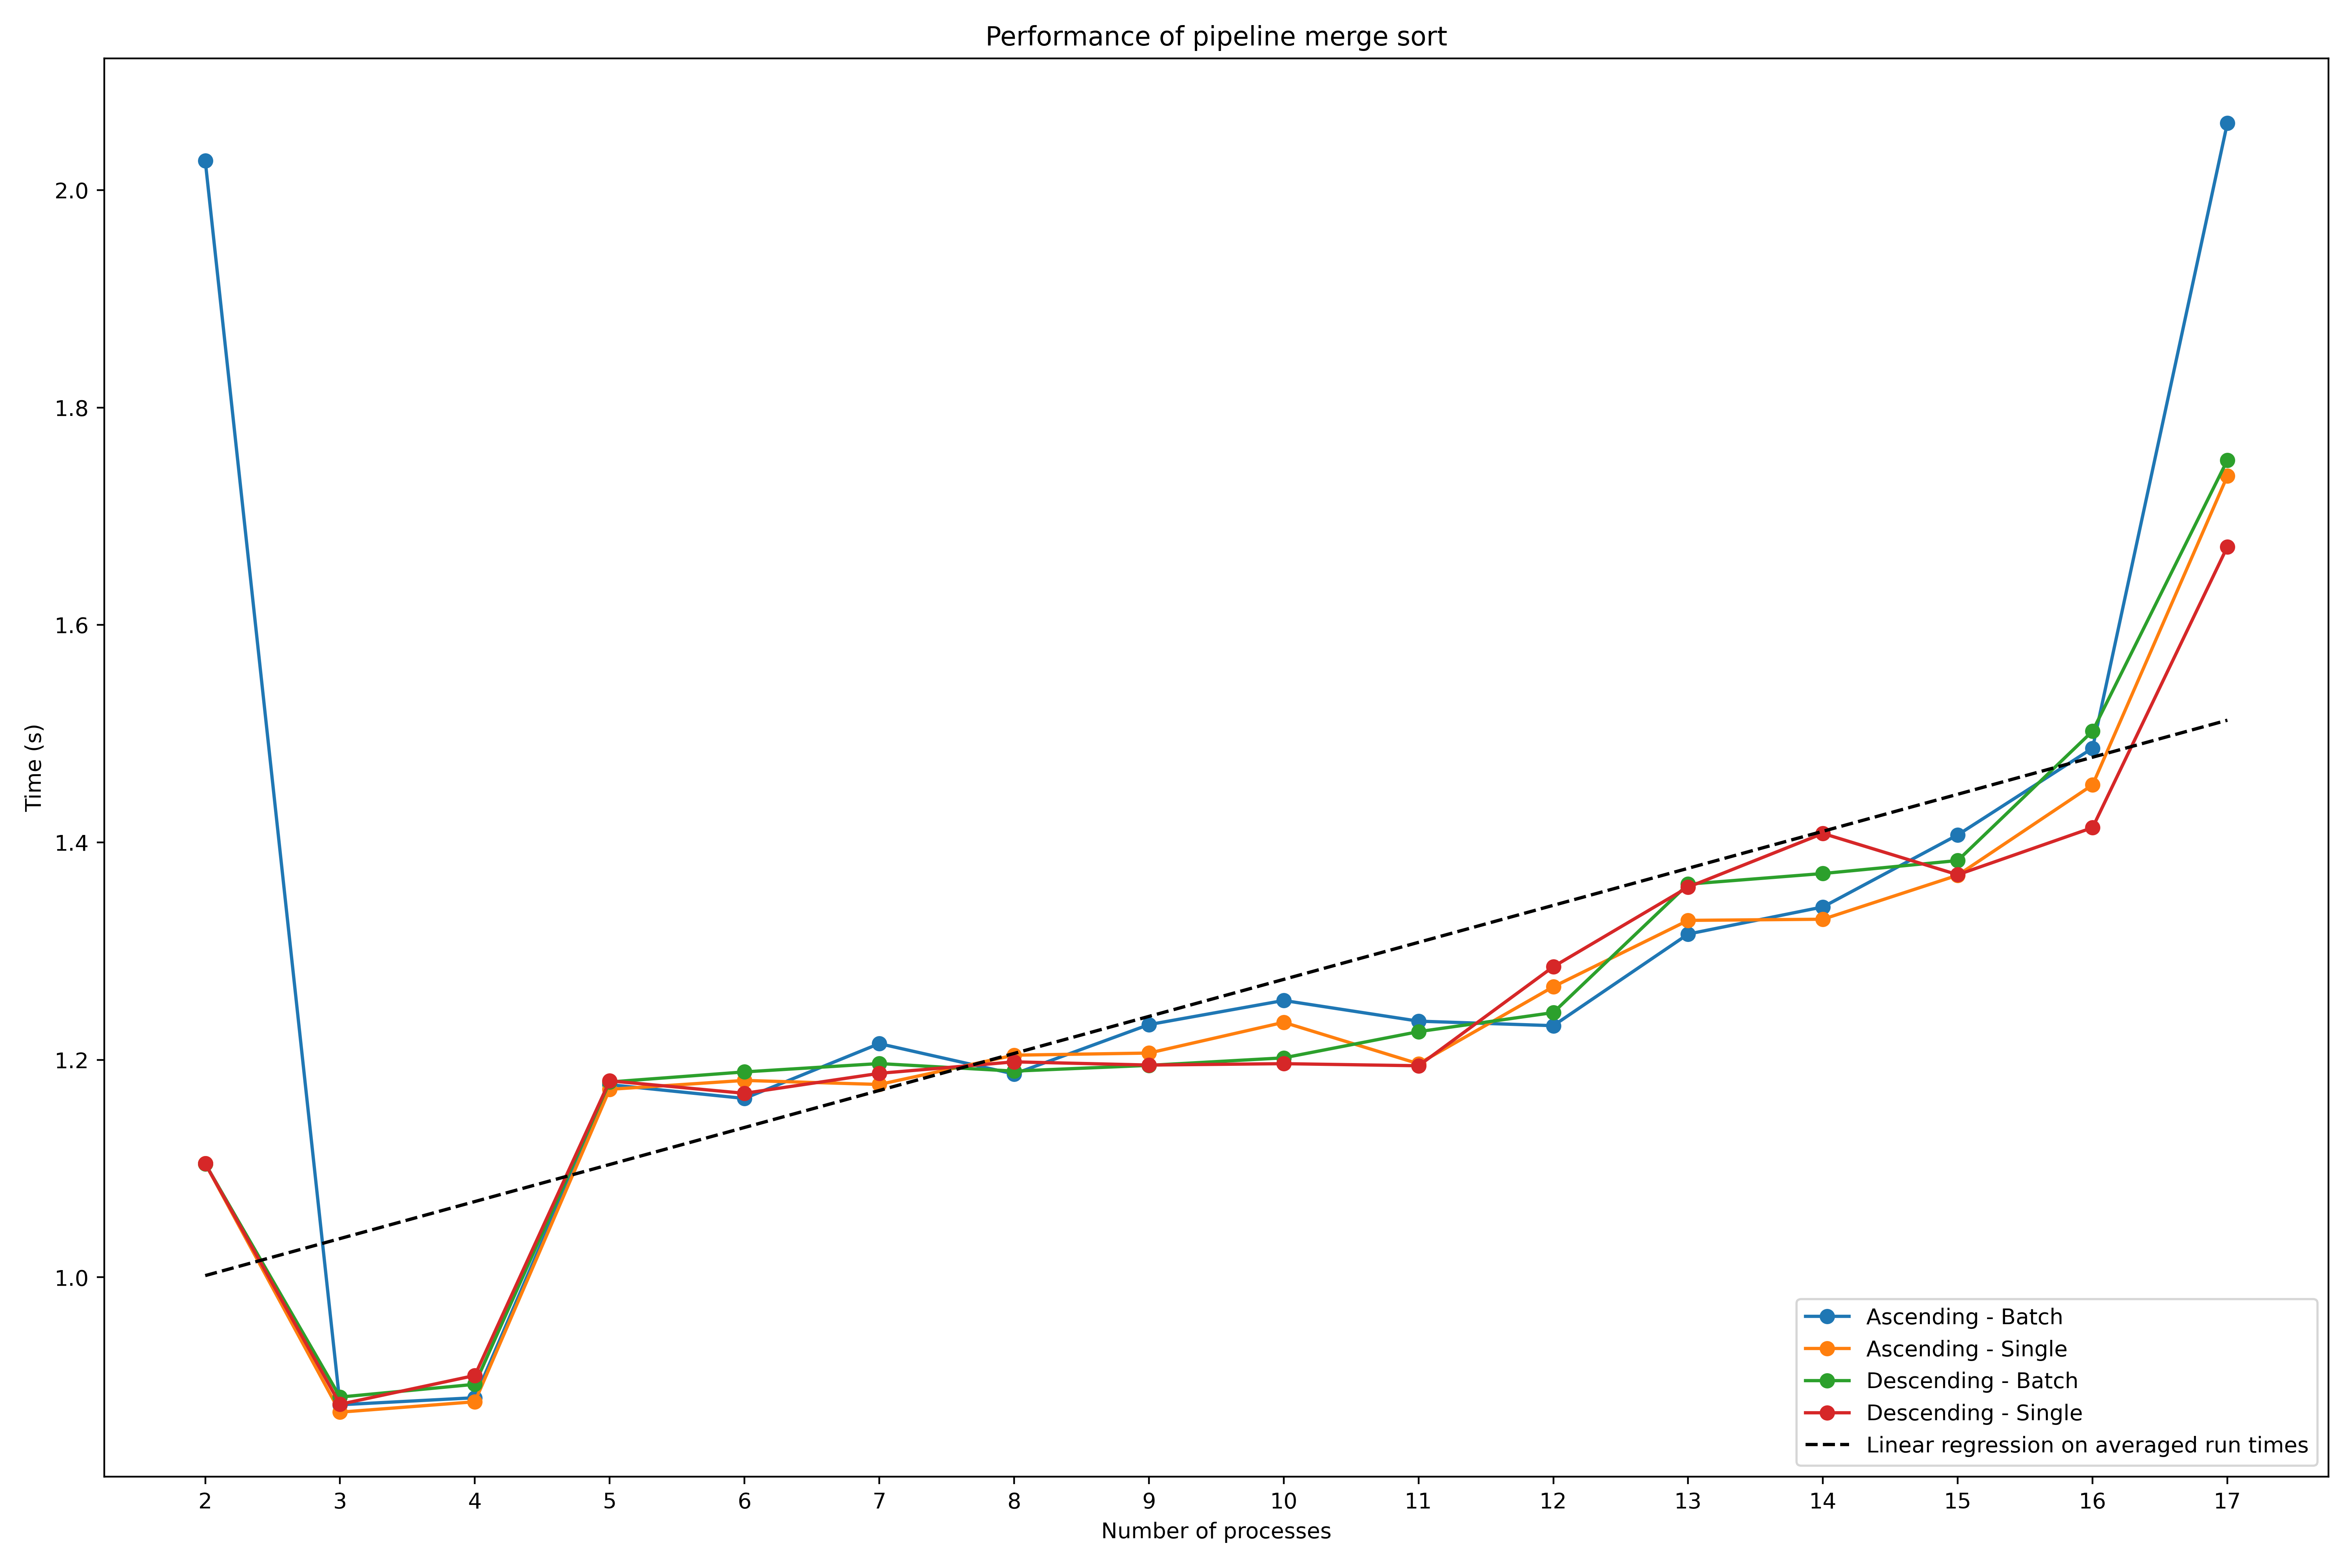 Performance of pipeline merge sort
Time (s)
2.0
1.8
1.6
1.4
1.2
1.0
Ascending - Batch
Ascending - Single
Descending - Batch
Descending - Single
Linear regression on averaged run times
2 3 4 5 6 7 8 9 10 11 12 13 14 15 16 17
Number of processes